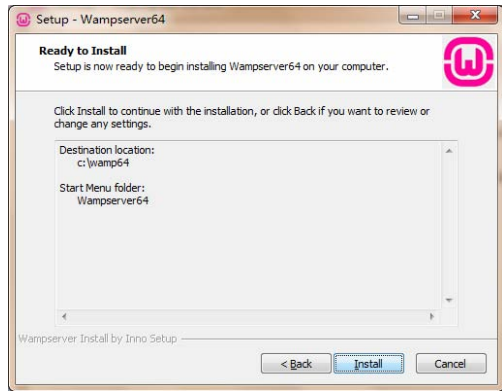 Setup - Wampserver64
Ready to Install
Setup is now ready to begin installing Wampserver64 on your computer.
Click Install to continue with the installation, or click Back if you want to review or
change any settings.
Destination location:
c:\wamp64
Start Menu folder:
Wampserver64
Wampserver Install by Inno Setup
< Back
Install
Cancel